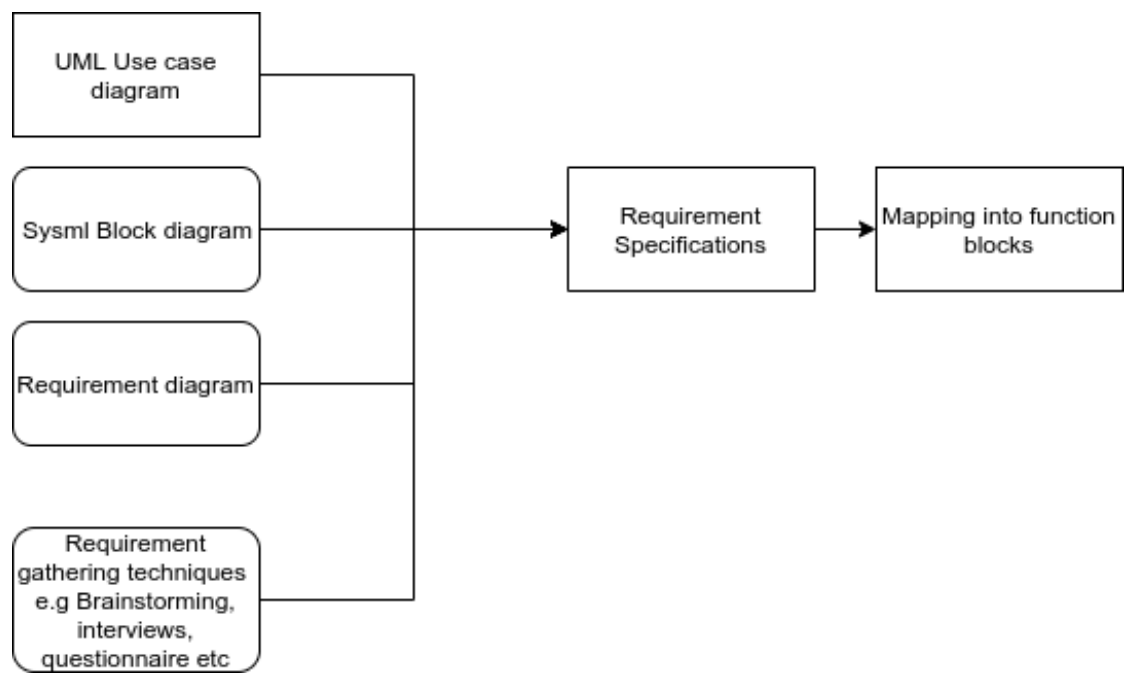 UML Use case
diagram
Sysml Block diagram
Requirement diagram
Requirement
gathering techniques
e.g Brainstorming,
interviews,
questionnaire etc
Requirement
Specifications
Mapping into function
blocks